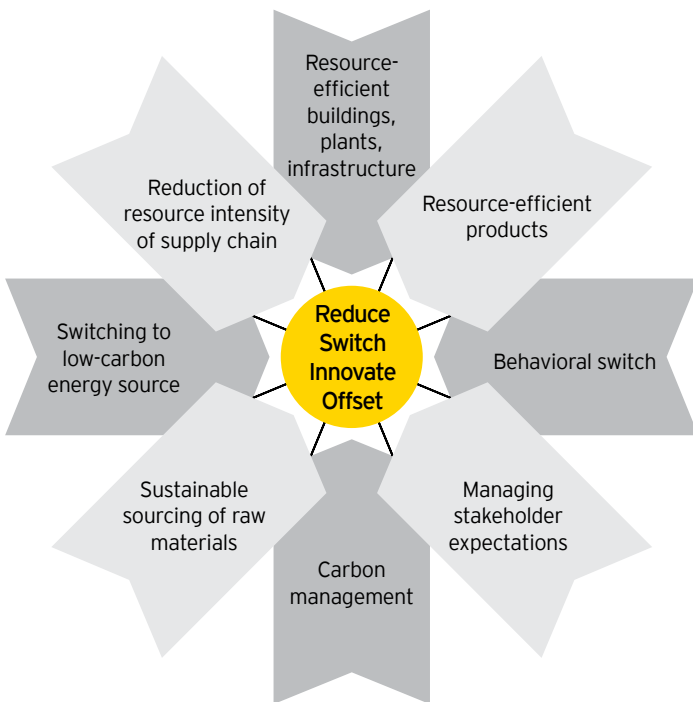 Resource-
efficient
buildings,
plants,
infrastructure
Resource-efficient
products
Behavioral switch
Managing
stakeholder
expectations
Carbon
management
Sustainable
sourcing of raw
materials
Switching to
low-carbon
energy source
Reduction of
resource intensity
of supply chain
Reduce
Switch
Innovate
Offset